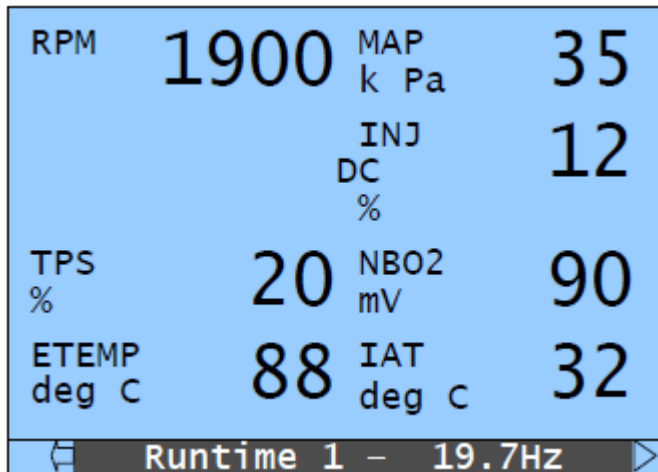 RPM 1900 MAP 35
k Pa
INJ 12
DC
%
TPS 20 NBO2 90
% mV
ETEMP 88 IAT 32
deg C deg C
Runtime 1 – 19.7Hz